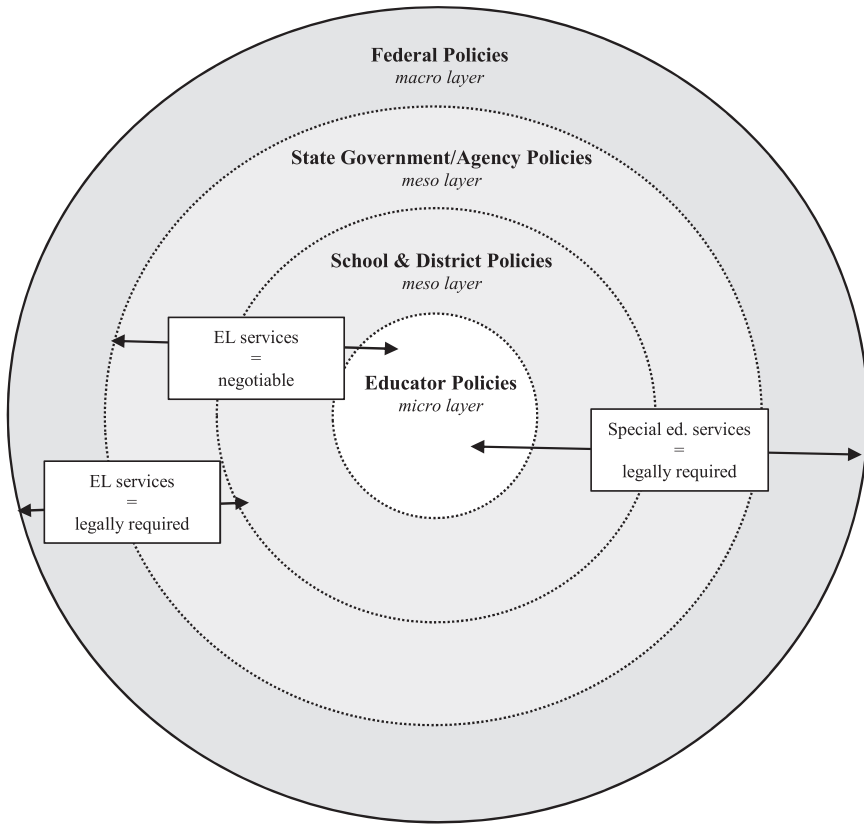 Federal Policies
macro layer
State Government/Agency Policies
meso layer
School & District Policies
meso layer
EL services
=
negotiable
Educator Policies
micro layer
Special ed. services
=
legally required
EL services
=
legally required